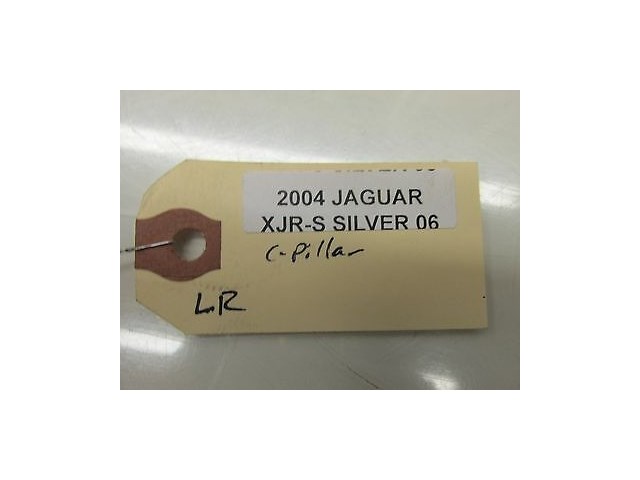 2004 JAGUAR
XJR-S SILVER 06
C-Pillar
LR